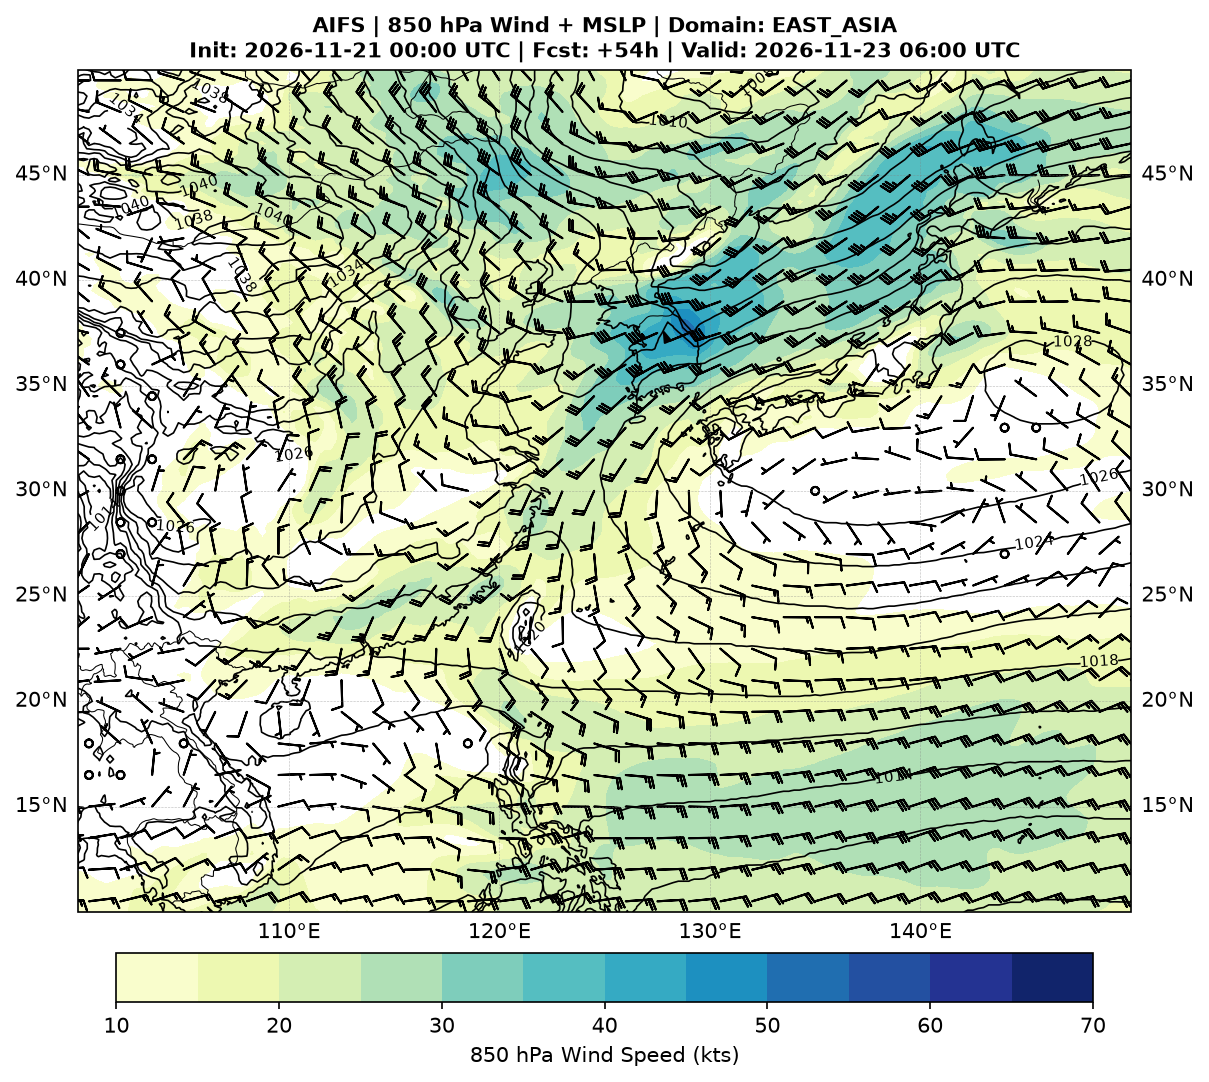 AIFS | 850 hPa Wind + MSLP | Domain: EAST_ASIA
Init: 2026-11-21 00:00 UTC | Fcst: +54h | Valid: 2026-11-23 06:00 UTC
1038
1034
1010
45°N
45°N
1040
1038
1040
040
1038
1034
40°N
40°N
1028
35°N
35°N
1026
1026
30°N
30°N
1026
1024
25°N
25°N
1020
1018
20°N
20°N
15°N
15°N
110°E
120°E
130°E
140°E
10
20
30
40
50
60
70
850 hPa Wind Speed (kts)